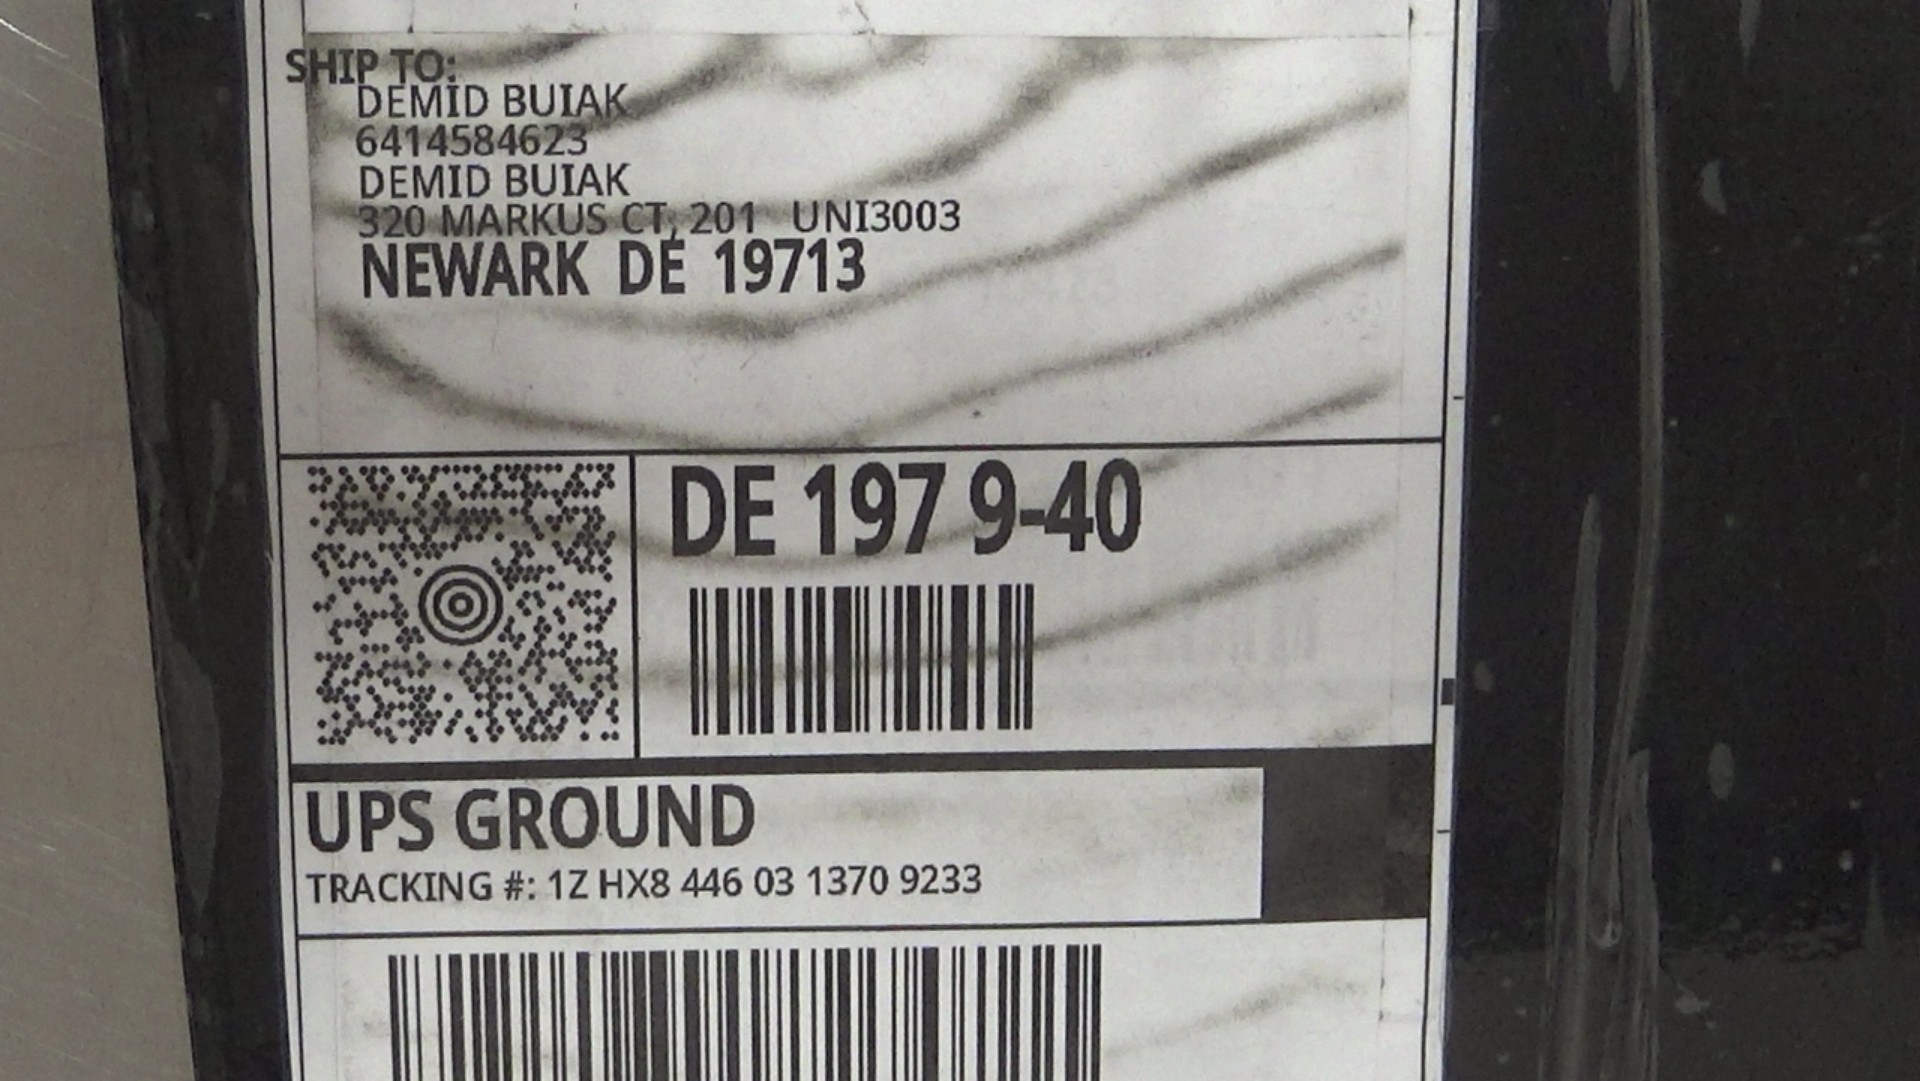 SHIP TO:
DEMID BUIAK
6414584623
DEMID BUIAK
320 MARKUS CT, 201 UNI3003
NEWARK DE 19713
DE 197 9-40
UPS GROUND
TRACKING #: 1Z HX8 446 03 1370 9233